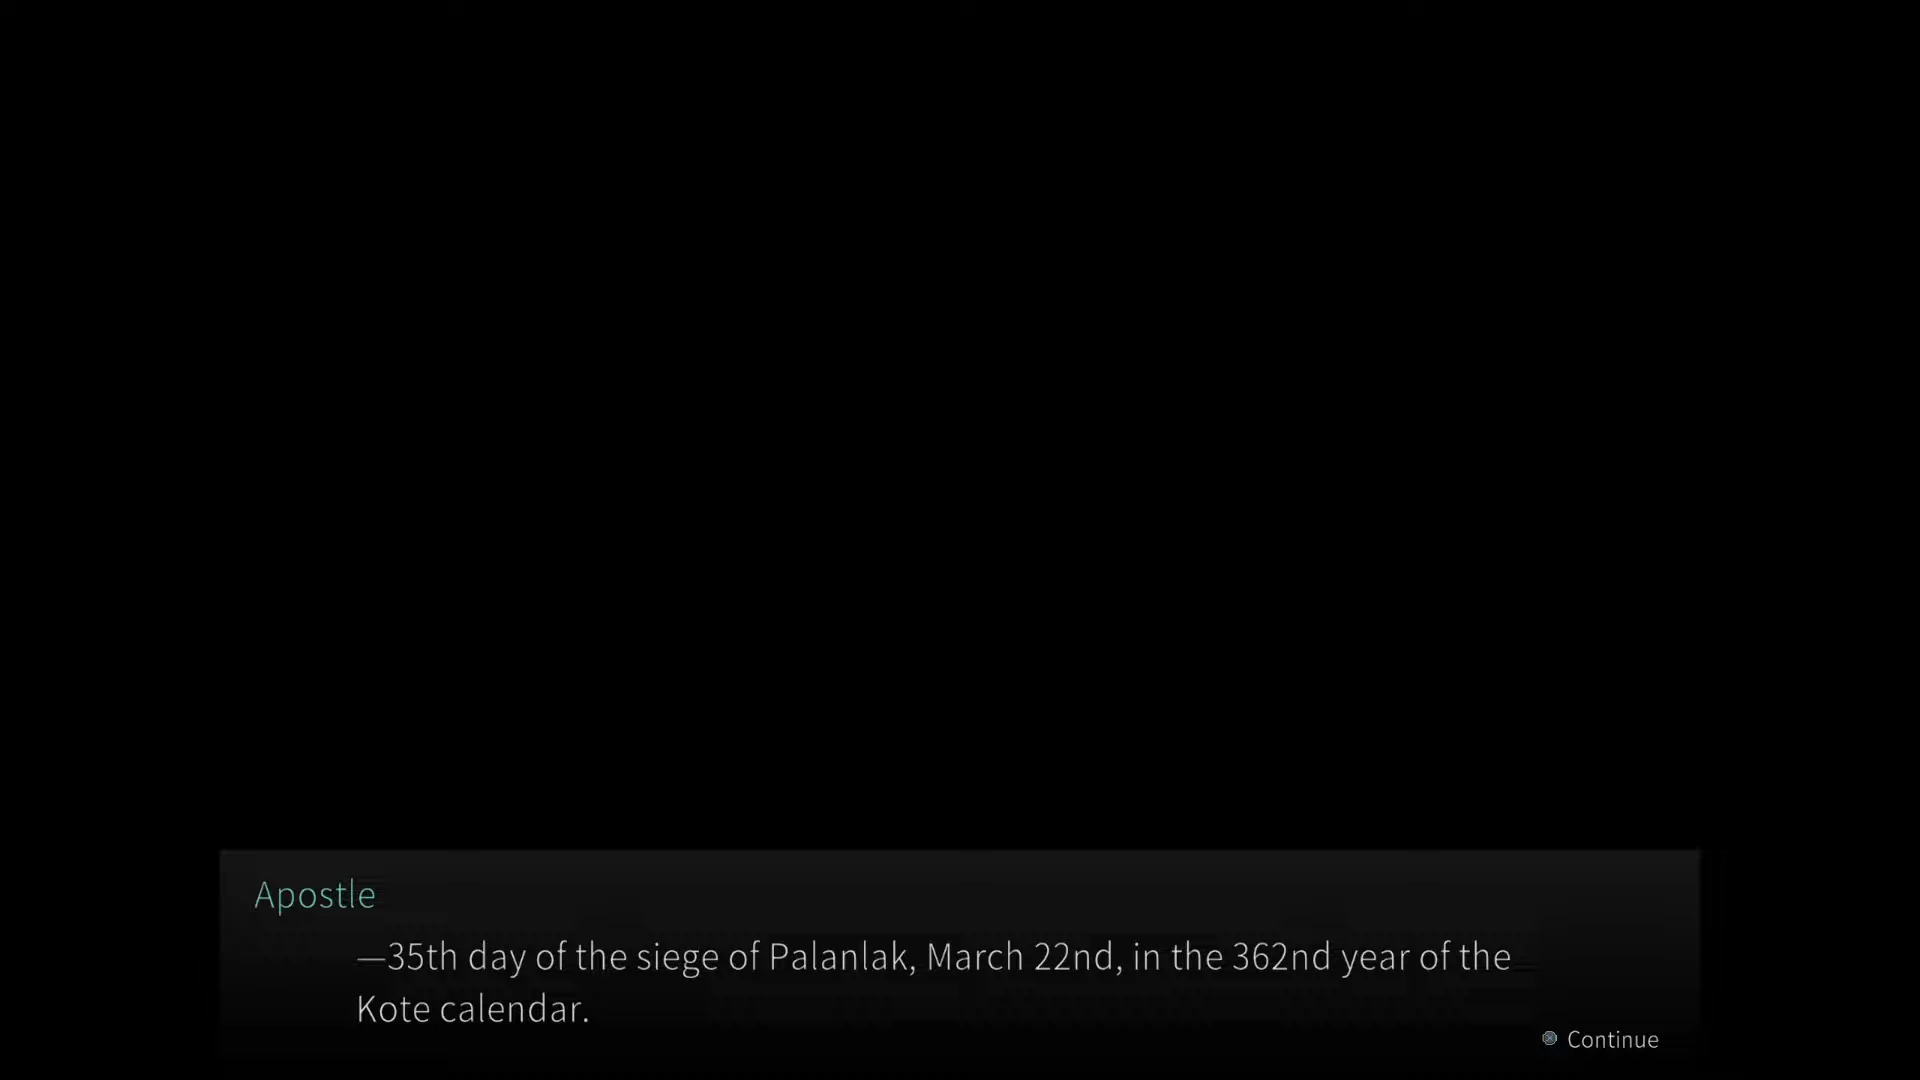 Apostle
—35th day of the siege of Palanlak, March 22nd, in the 362nd year of the
Kote calendar.
Continue